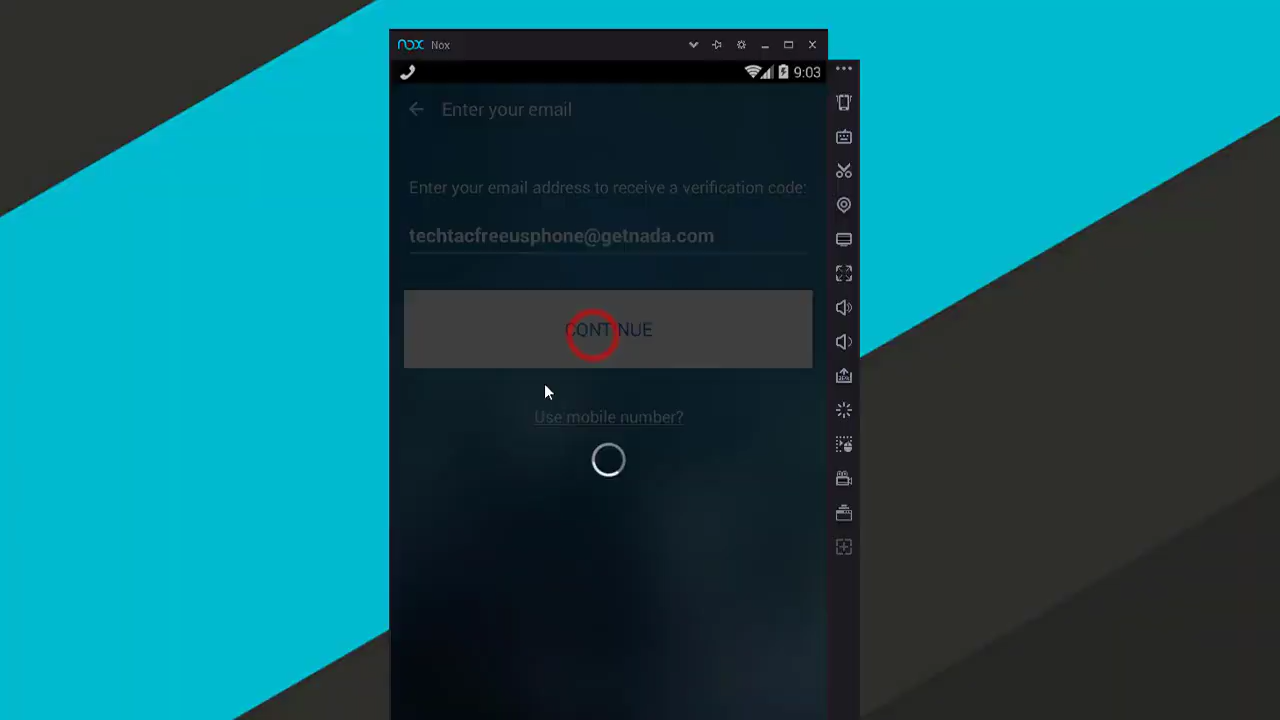 nox Nox
9:03
Enter your email
Enter your email address to receive a verification code:
techtacfreeusphone@getnada.com
CONTINUE
Use mobile number?